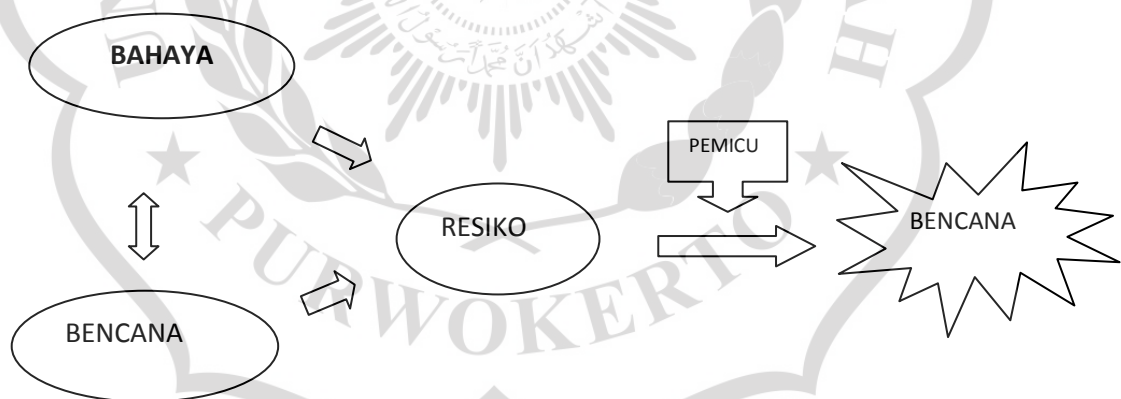 BAHAYA
PEMICU
RESIKO
BENCANA
BENCANA
PURWOKERTO